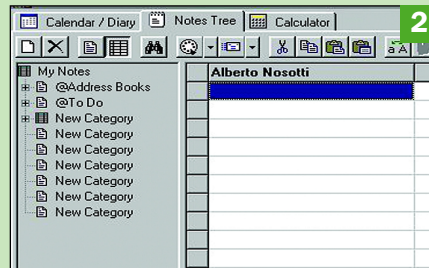 Calendar / Diary Notes Tree Calculator
2
My Notes
Alberto Nosotti
@Address Books
@To Do
New Category
New Category
New Category
New Category
New Category
New Category
New Category